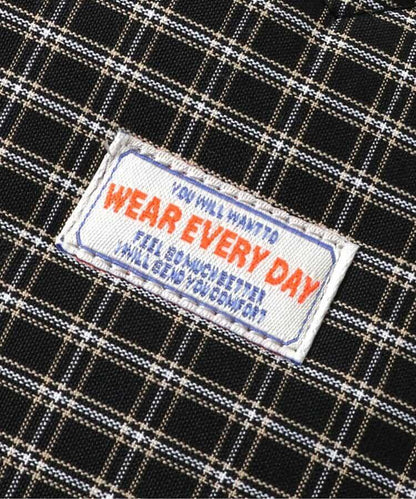 YOU WILL WANT TO
WEAR EVERY DAY
FEEL SO MUCH BETTER
WILL SEND YOU COMFORT